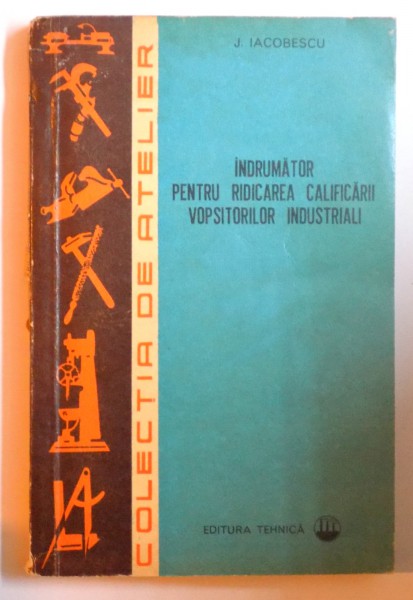 J. IACOBESCU
ÎNDRUMĂTOR
PENTRU RIDICAREA CALIFICĂRII
VOPSITORILOR INDUSTRIALI
COLECȚIA DE ATELIER
EDITURA TEHNICĂ